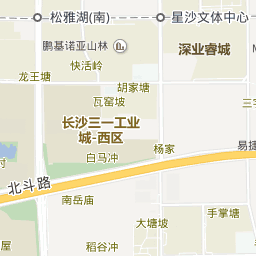 松雅湖(南)
星沙文体中心
鹏基诺亚山林
深业睿城
快活岭
龙王塘
胡家塘
瓦窑坡
三字
长沙三一工业
城-西区
杨家
易捷
白马冲
北斗路
南岳庙
手掌塘
大塘坡
稻谷冲